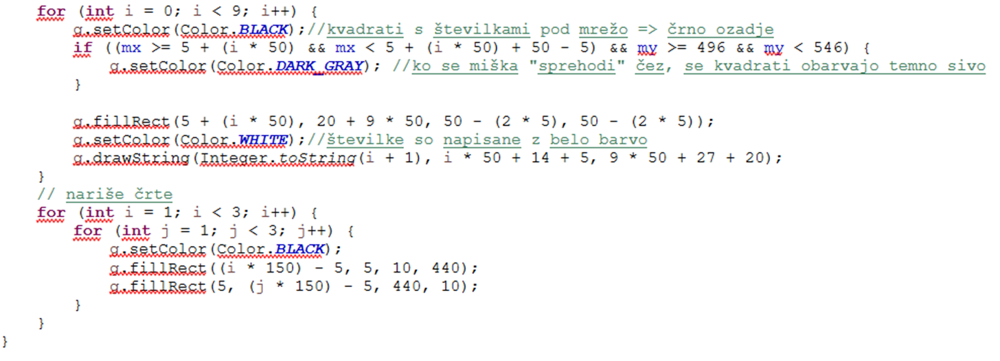 for (int i = 0; i < 9; i++) {
g.setColor(Color.BLACK);//kvadrati s številkami pod mrežo => črno ozadje
if ((mx >= 5 + (i * 50) && mx < 5 + (i * 50) + 50 - 5) && my >= 496 && my < 546) {
g.setColor(Color.DARK_GRAY); //ko se miška "sprehodi" čez, se kvadrati obarvajo temno sivo
}
g.fillRect(5 + (i * 50), 20 + 9 * 50, 50 - (2 * 5), 50 - (2 * 5));
g.setColor(Color.WHITE);//številke so napisane z belo barvo
g.drawString(Integer.toString(i + 1), i * 50 + 14 + 5, 9 * 50 + 27 + 20);
}
// nariše črte
for (int i = 1; i < 3; i++) {
for (int j = 1; j < 3; j++) {
g.setColor(Color.BLACK);
g.fillRect((i * 150) - 5, 5, 10, 440);
g.fillRect(5, (j * 150) - 5, 440, 10);
}
}
}